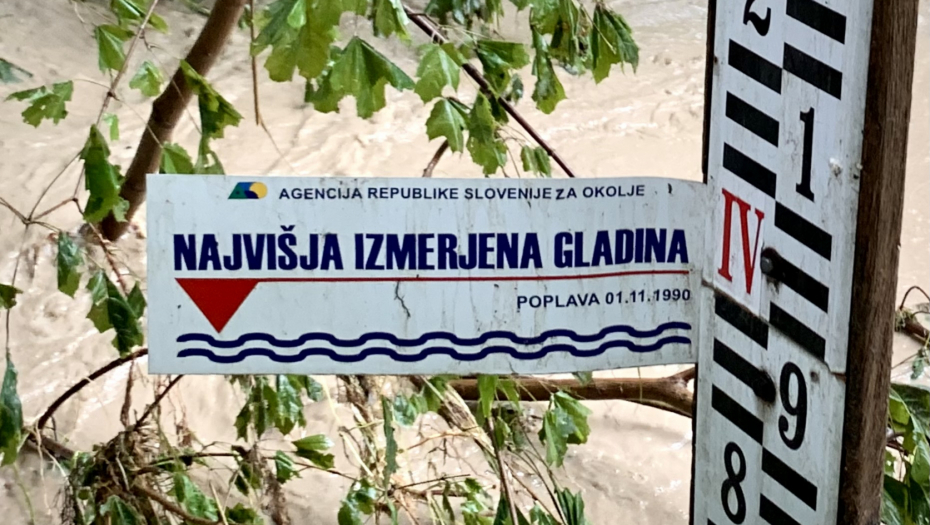 2
1
AGENCIJA REPUBLIKE SLOVENIJE ZA OKOLJE
NAJVIŠJA IZMERJENA GLADINA
IV
POPLAVA 01.11.1990
9
8